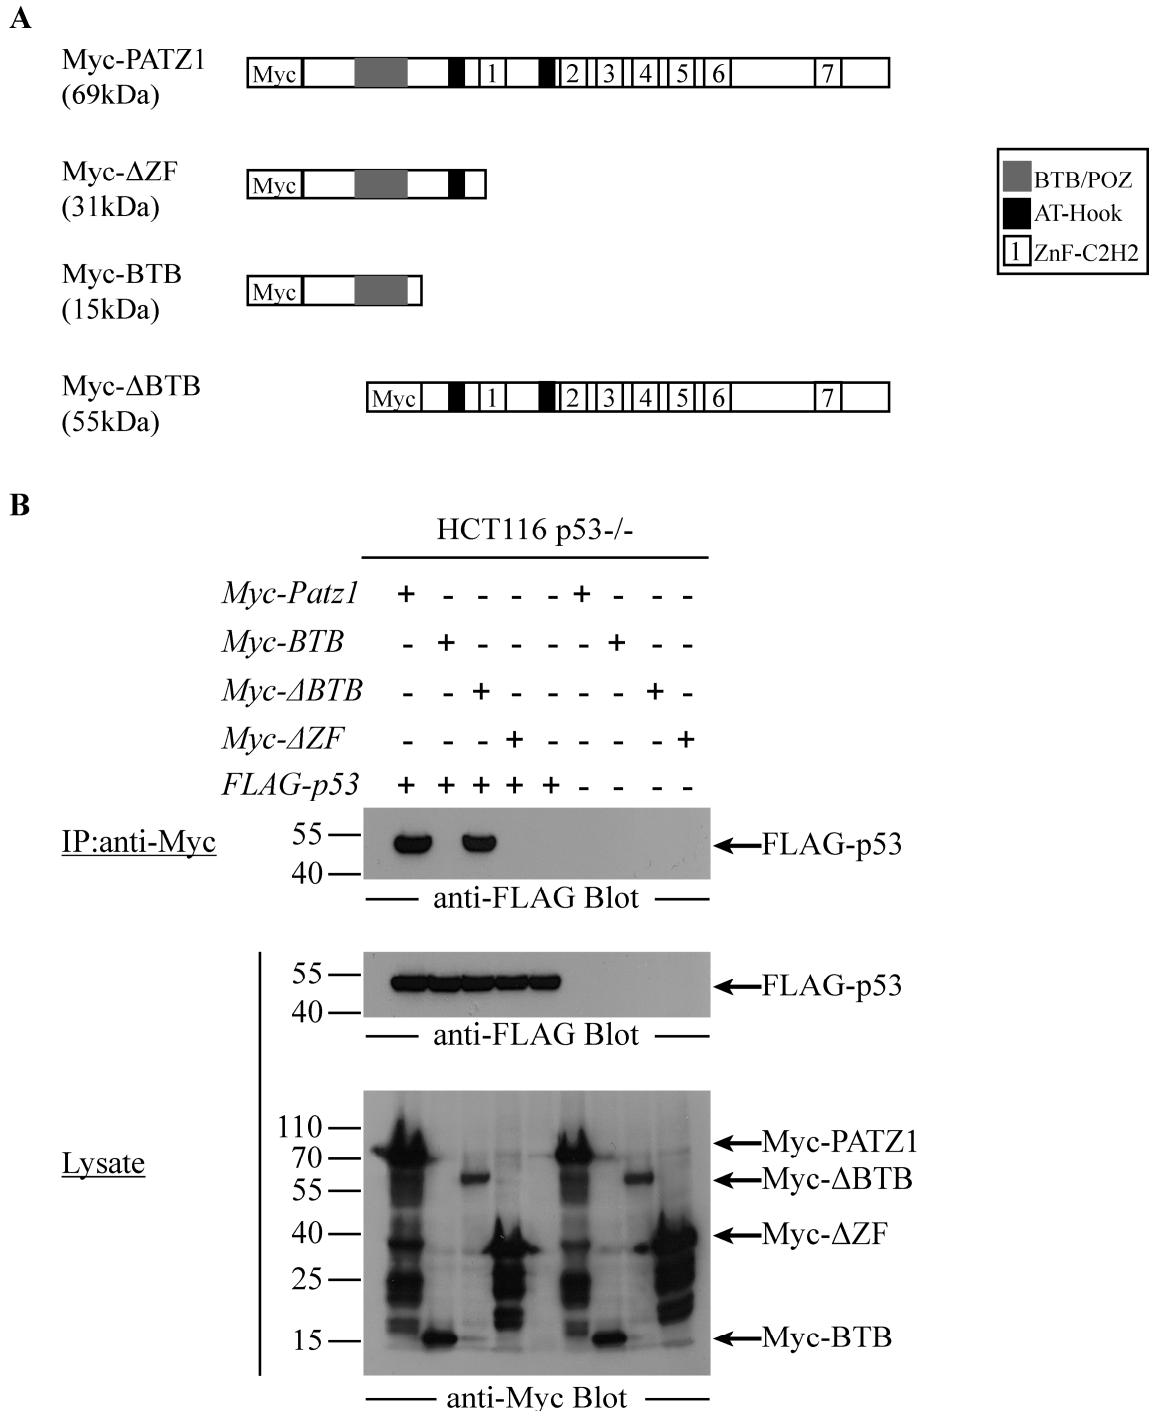 A
Myc-PATZ1
(69kDa)
Myc 1 2 3 4 5 6 7
Myc-ΔZF
(31kDa)
Myc
BTB/POZ
AT-Hook
1 ZnF-C2H2
Myc-BTB
(15kDa)
Myc
Myc-ΔBTB
(55kDa)
Myc 1 2 3 4 5 6 7
B
HCT116 p53-/-
Myc-Patz1 + - - - - + - - -
Myc-BTB - + - - - - + - -
Myc-ΔBTB - - + - - - - + -
Myc-ΔZF - - - + - - - - +
FLAG-p53 + + + + + - - - -
IP:anti-Myc
55
40
FLAG-p53
anti-FLAG Blot
55
40
FLAG-p53
anti-FLAG Blot
Lysate
110
70
55
40
25
15
Myc-PATZ1
Myc-ΔBTB
Myc-ΔZF
Myc-BTB
anti-Myc Blot